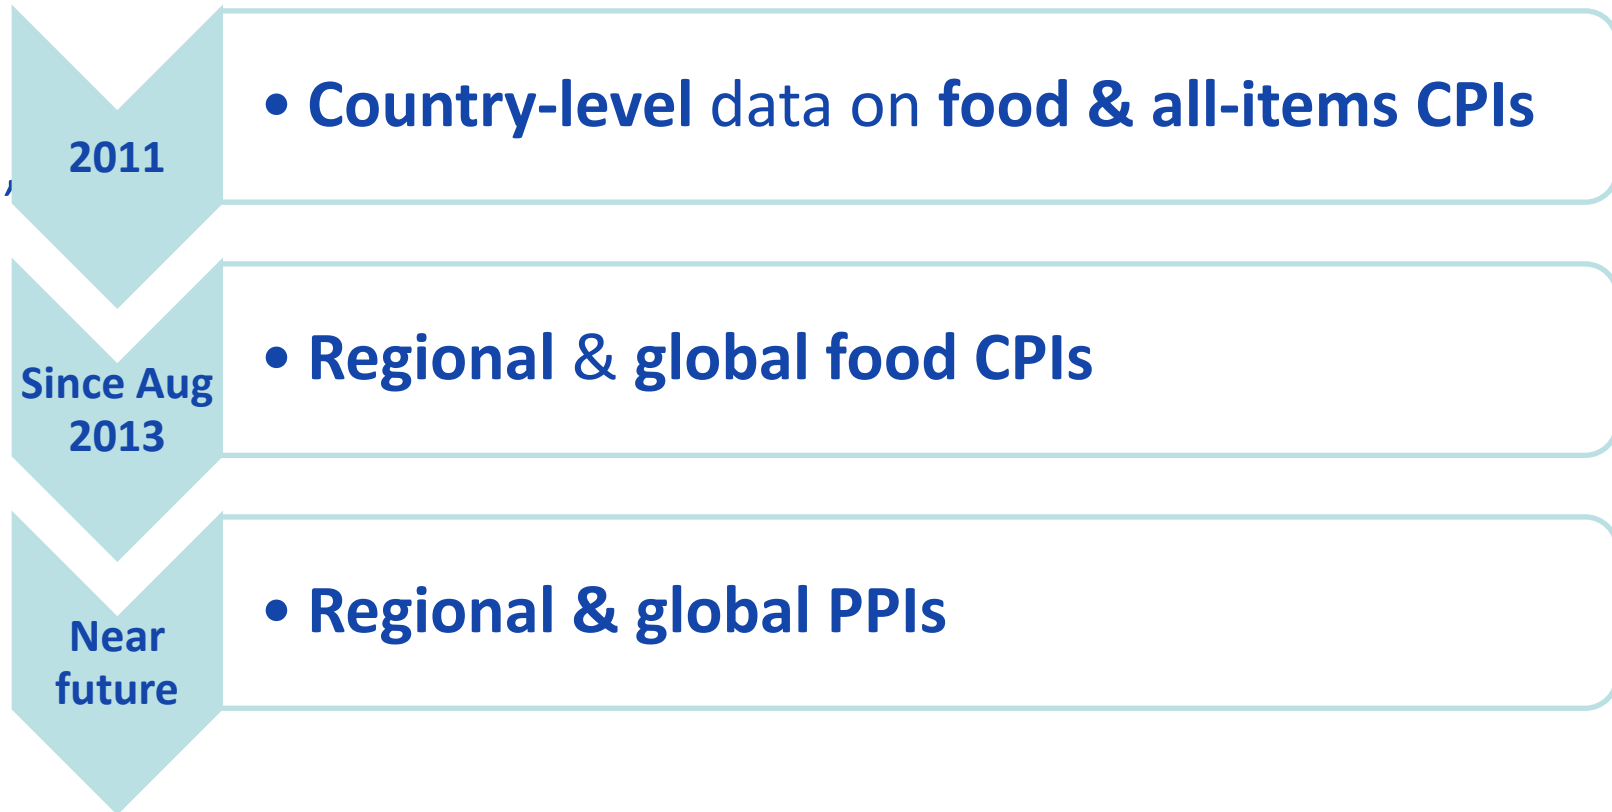 2011
• Country-level data on food & all-items CPIs
,
Since Aug
2013
• Regional & global food CPIs
Near
future
• Regional & global PPIs